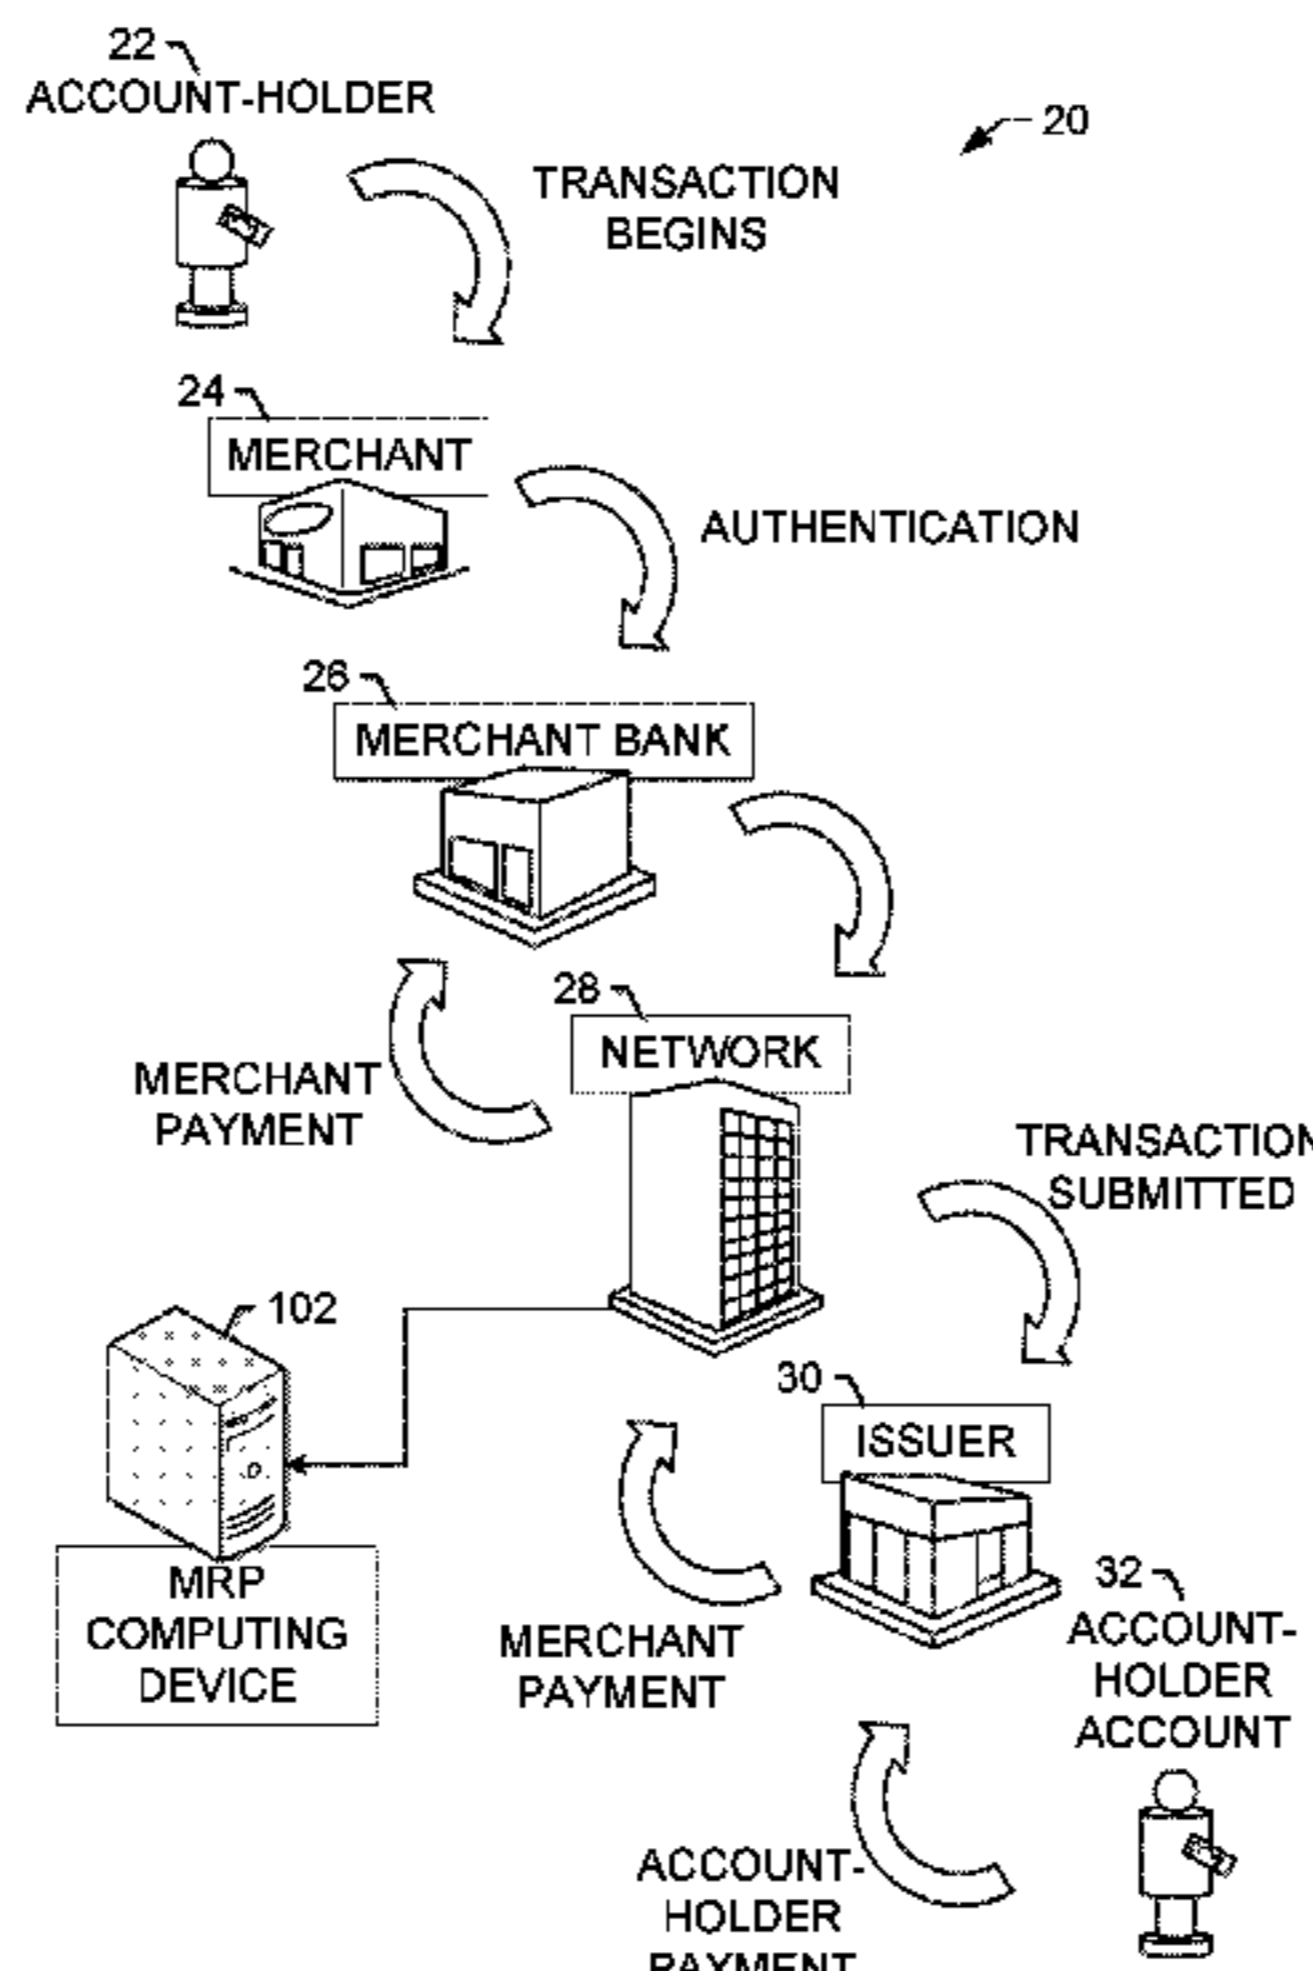 22
ACCOUNT-HOLDER
20
TRANSACTION
BEGINS
24
MERCHANT
AUTHENTICATION
26
MERCHANT BANK
28
NETWORK
MERCHANT
PAYMENT
TRANSACTION
SUBMITTED
102
30
ISSUER
MRP
COMPUTING
DEVICE
MERCHANT
PAYMENT
32
ACCOUNT-
HOLDER
ACCOUNT
ACCOUNT-
HOLDER
PAYMENT